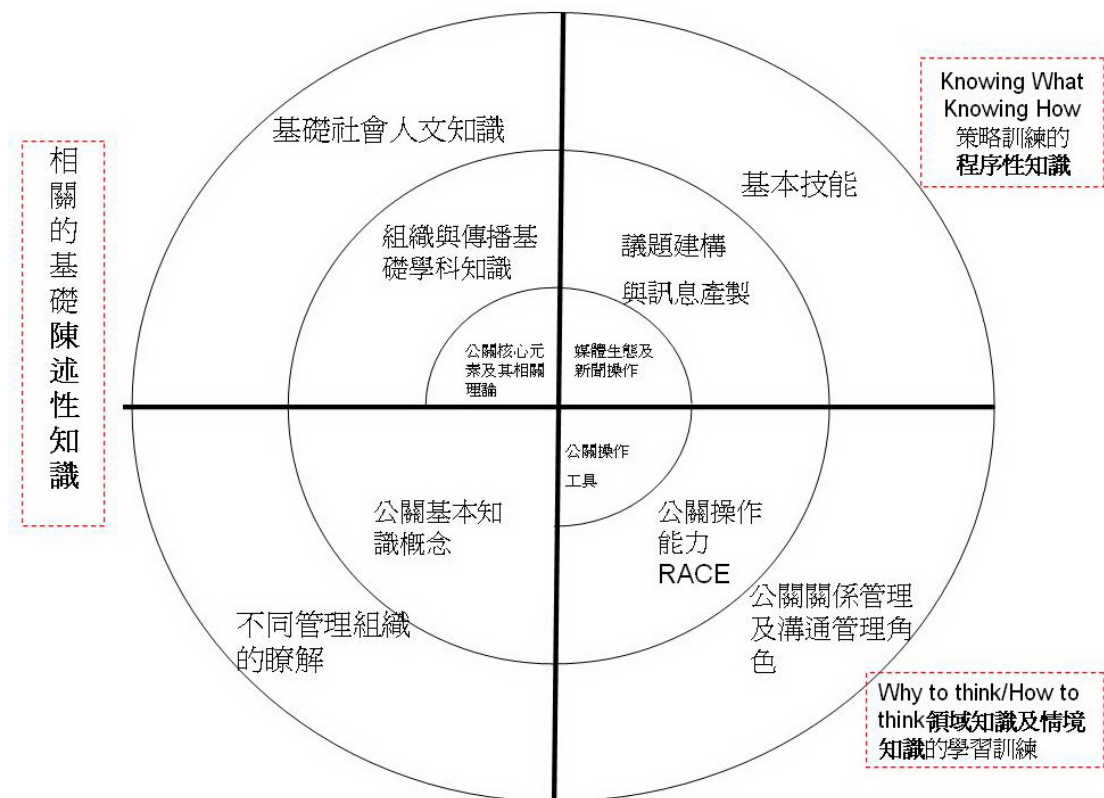 Knowing What
Knowing How
策略訓練的
程序性知識
相關的基礎陳述性知識
基礎社會人文知識
基本技能
組織與傳播基
礎學科知識
議題建構
與訊息產製
公關核心元
素及其相關
理論
媒體生態及
新聞操作
公關操作
工具
公關基本知
識概念
公關操作
能力
RACE
不同管理組織
的瞭解
公關關係管理
及溝通管理角
色
Why to think/How to
think領域知識及情境
知識的學習訓練